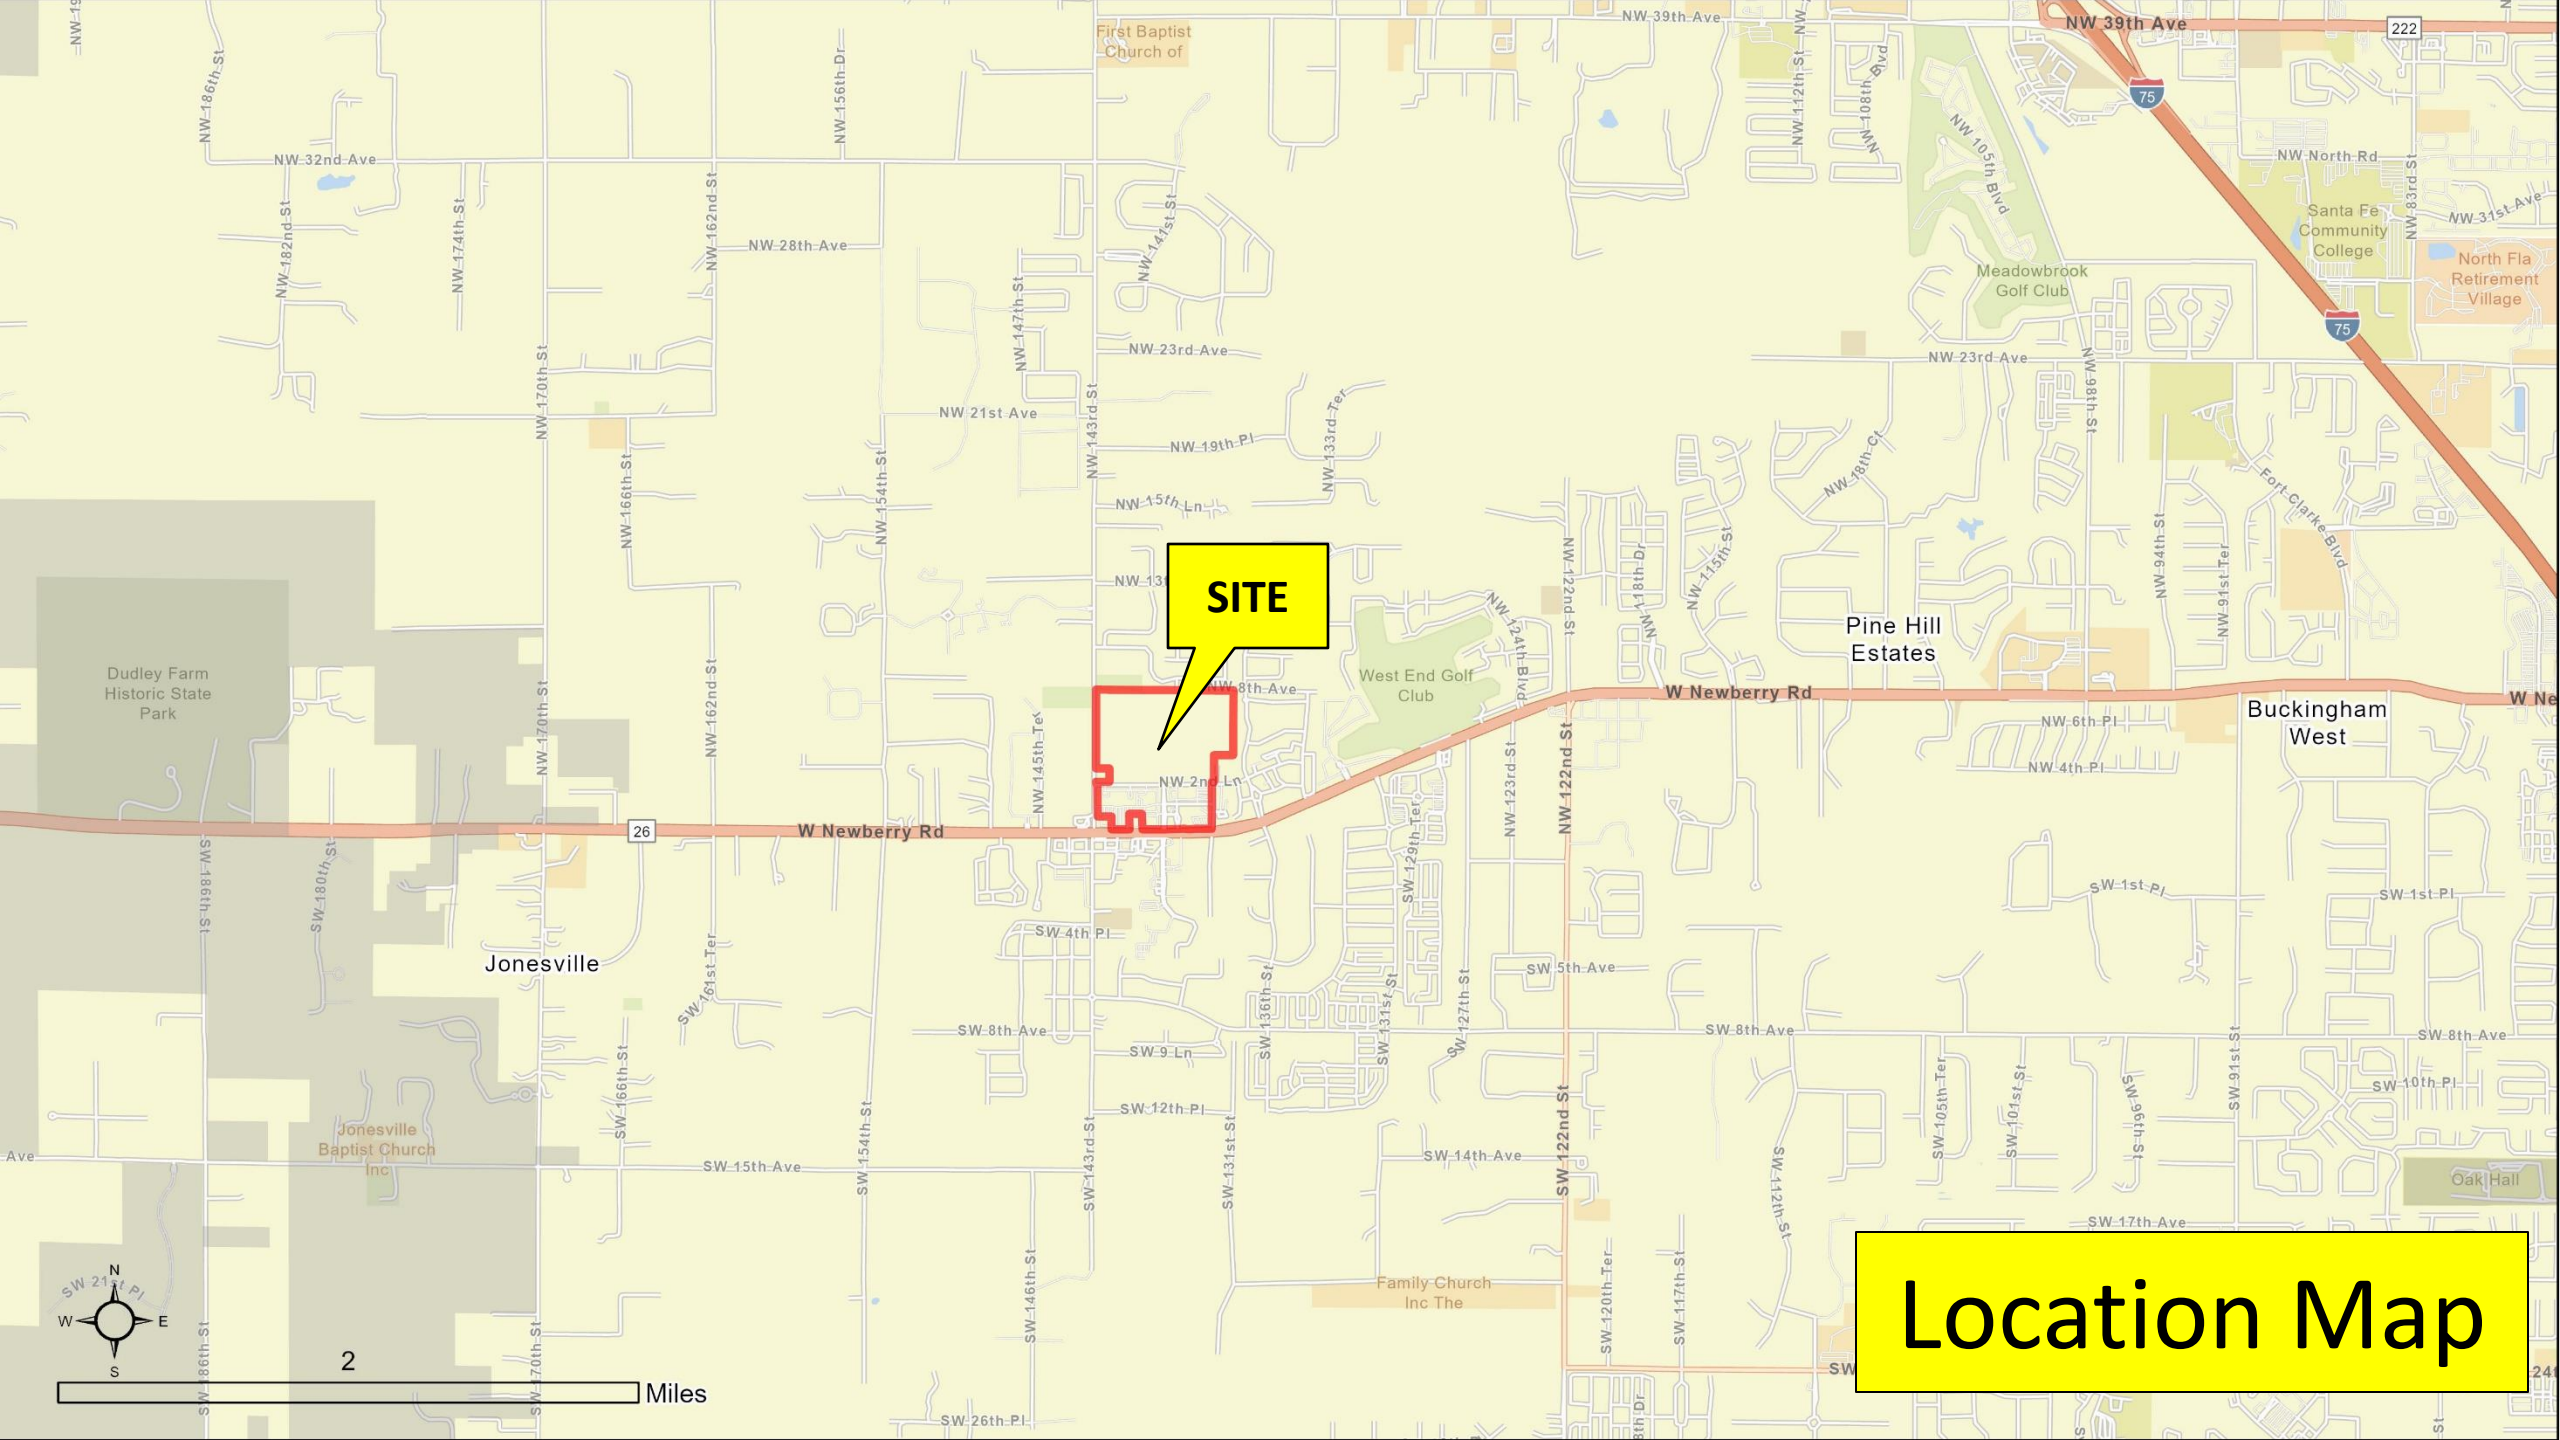 NW 39th Ave
NW 39th Ave
222
First Baptist
Church of
NW 186th St
NW 156th Dr
NW 112th St
NW 108th Blvd
75
NW 32nd Ave
NW 105th Blvd
NW North Rd
NW 83rd St
NW 182nd St
NW 174th St
NW 162nd St
NW 28th Ave
NW 141st St
NW 31st Ave
Santa Fe
Community
College
North Fla
Retirement
Village
Meadowbrook
Golf Club
75
NW 147th St
NW 23rd Ave
NW 23rd Ave
NW 170th St
NW 143rd St
NW 98th St
NW 21st Ave
NW 19th Pl
NW 133rd Ter
NW 18th Ct
NW 166th St
NW 154th St
NW 15th Ln
Fort Clarke Blvd
NW 122nd St
NW 118th Dr
NW 115th St
NW 94th St
NW 91st Ter
SITE
NW 124th Blvd
Pine Hill
Estates
Dudley Farm
Historic State
Park
NW 170th St
NW 162nd St
West End Golf
Club
NW 8th Ave
W Newberry Rd
W Ne
Buckingham
West
NW 6th Pl
NW 4th Pl
NW 145th Ter
NW 2nd Ln
NW 123rd St
NW 122nd St
26
W Newberry Rd
SW 186th St
SW 180th St
SW 129th Ter
SW 1st Pl
SW 1st Pl
SW 4th Pl
Jonesville
SW 161st Ter
SW 136th St
SW 131st St
SW 127th St
SW 5th Ave
SW 8th Ave
SW 8th Ave
SW 8th Ave
SW 9 Ln
SW 166th St
SW 154th St
SW 12th Pl
SW 105th Ter
SW 101st St
SW 96th St
SW 91st St
SW 10th Pl
Jonesville
Baptist Church
Inc
Ave
SW 15th Ave
SW 143rd St
SW 131st St
SW 14th Ave
SW 122nd St
SW 112th St
Oak Hall
SW 17th Ave
SW 21st Pl
N
W
E
S
SW 186th St
SW 170th St
SW 146th St
Family Church
Inc The
SW 120th Ter
SW 117th St
Location Map
2
Miles
SW
SW 26th Pl